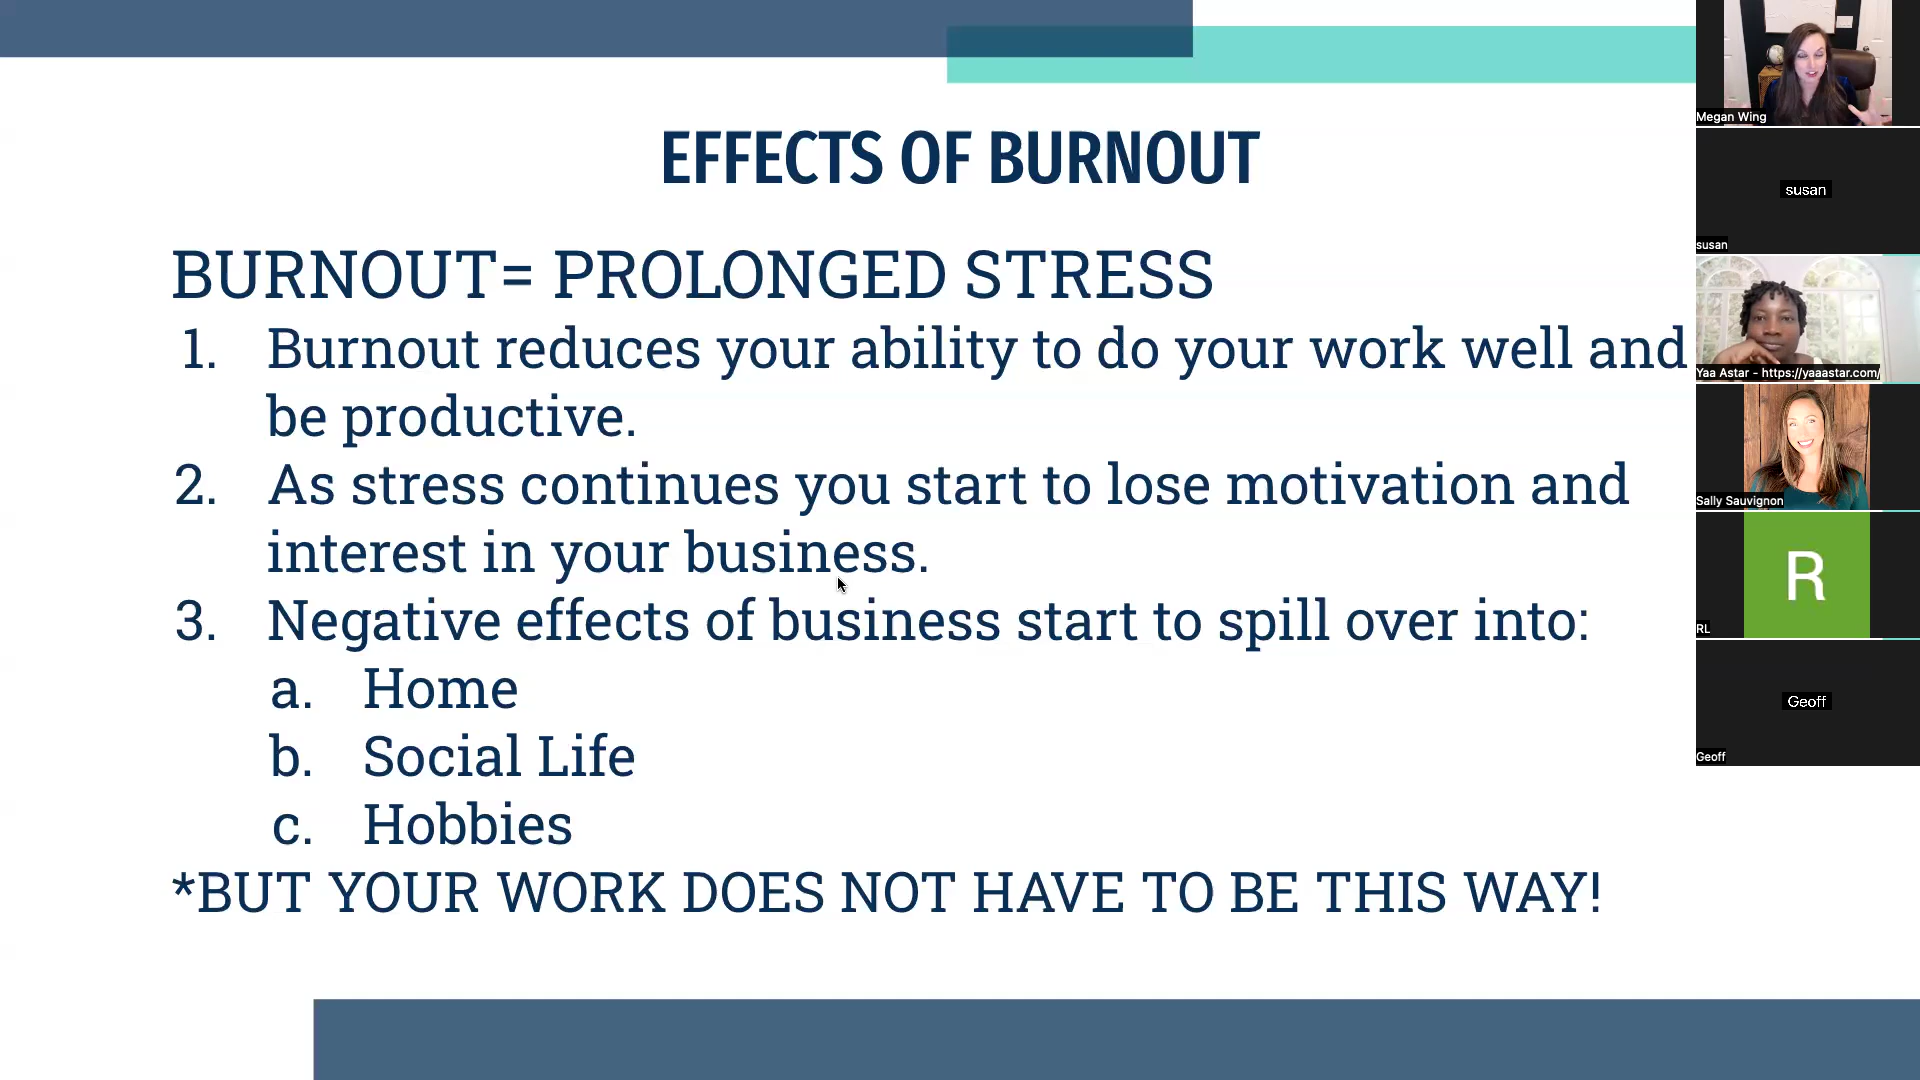 EFFECTS OF BURNOUT
BURNOUT= PROLONGED STRESS
1. Burnout reduces your ability to do your work well and
be productive.
2. As stress continues you start to lose motivation and
interest in your business.
3. Negative effects of business start to spill over into:
a. Home
b. Social Life
c. Hobbies
*BUT YOUR WORK DOES NOT HAVE TO BE THIS WAY!
Megan Wing
susan
susan
Yaa Astar - https://yaaastar.com/
Sally Sauvignon
R
RL
Geoff
Geoff